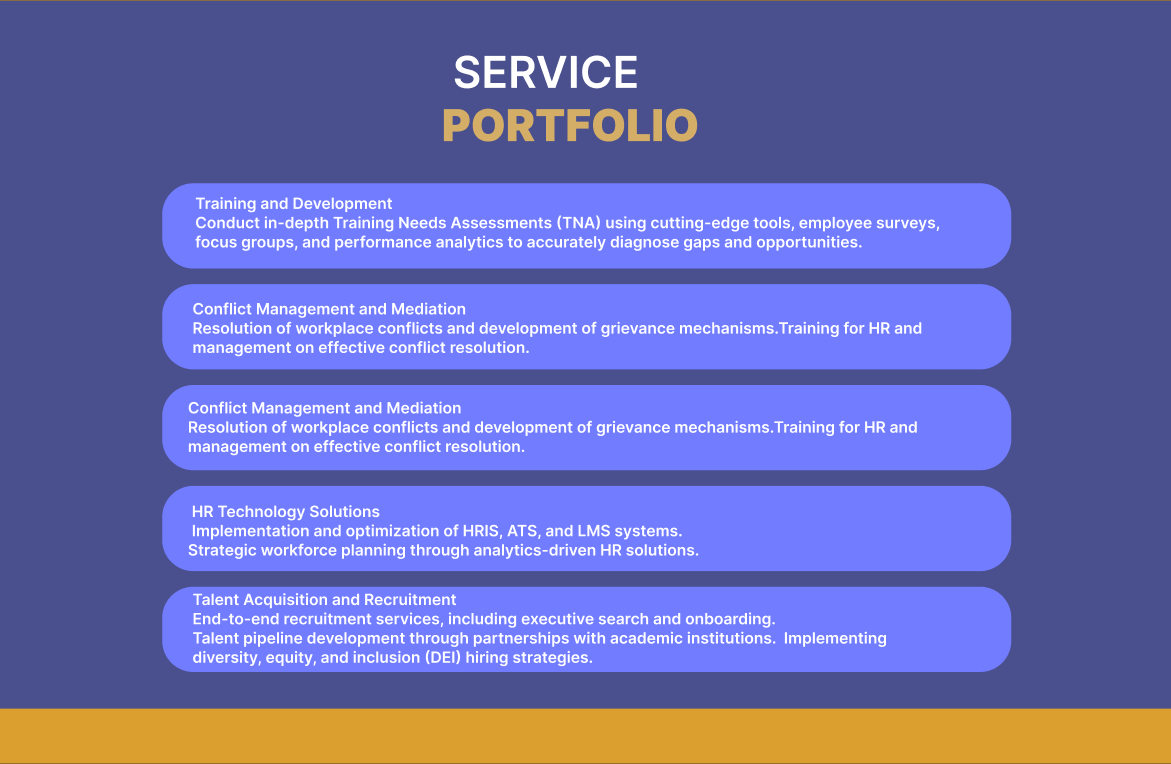 SERVICE
PORTFOLIO
Training and Development
Conduct in-depth Training Needs Assessments (TNA) using cutting-edge tools, employee surveys,
focus groups, and performance analytics to accurately diagnose gaps and opportunities.
Conflict Management and Mediation
Resolution of workplace conflicts and development of grievance mechanisms.Training for HR and
management on effective conflict resolution.
Conflict Management and Mediation
Resolution of workplace conflicts and development of grievance mechanisms.Training for HR and
management on effective conflict resolution.
HR Technology Solutions
Implementation and optimization of HRIS, ATS, and LMS systems.
Strategic workforce planning through analytics-driven HR solutions.
Talent Acquisition and Recruitment
End-to-end recruitment services, including executive search and onboarding.
Talent pipeline development through partnerships with academic institutions.  Implementing
diversity, equity, and inclusion (DEI) hiring strategies.